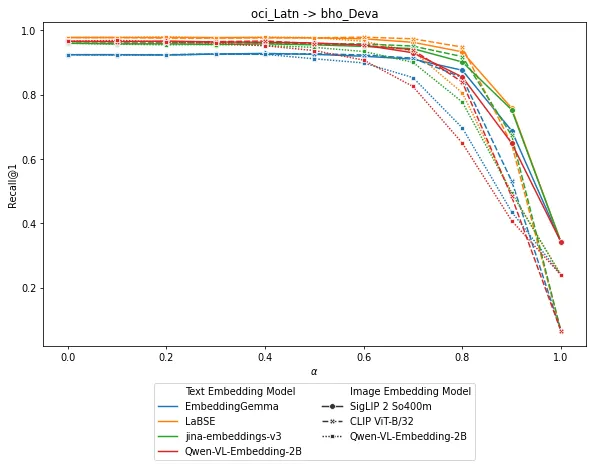 oci_Latn -> bho_Deva
Recall@1
1.0
0.8
0.6
0.4
0.2
0.0 0.2 0.4 0.6 0.8 1.0
α
Text Embedding Model Image Embedding Model
EmbeddingGemma SigLIP 2 So400m
LaBSE CLIP ViT-B/32
jina-embeddings-v3 Qwen-VL-Embedding-2B
Qwen-VL-Embedding-2B